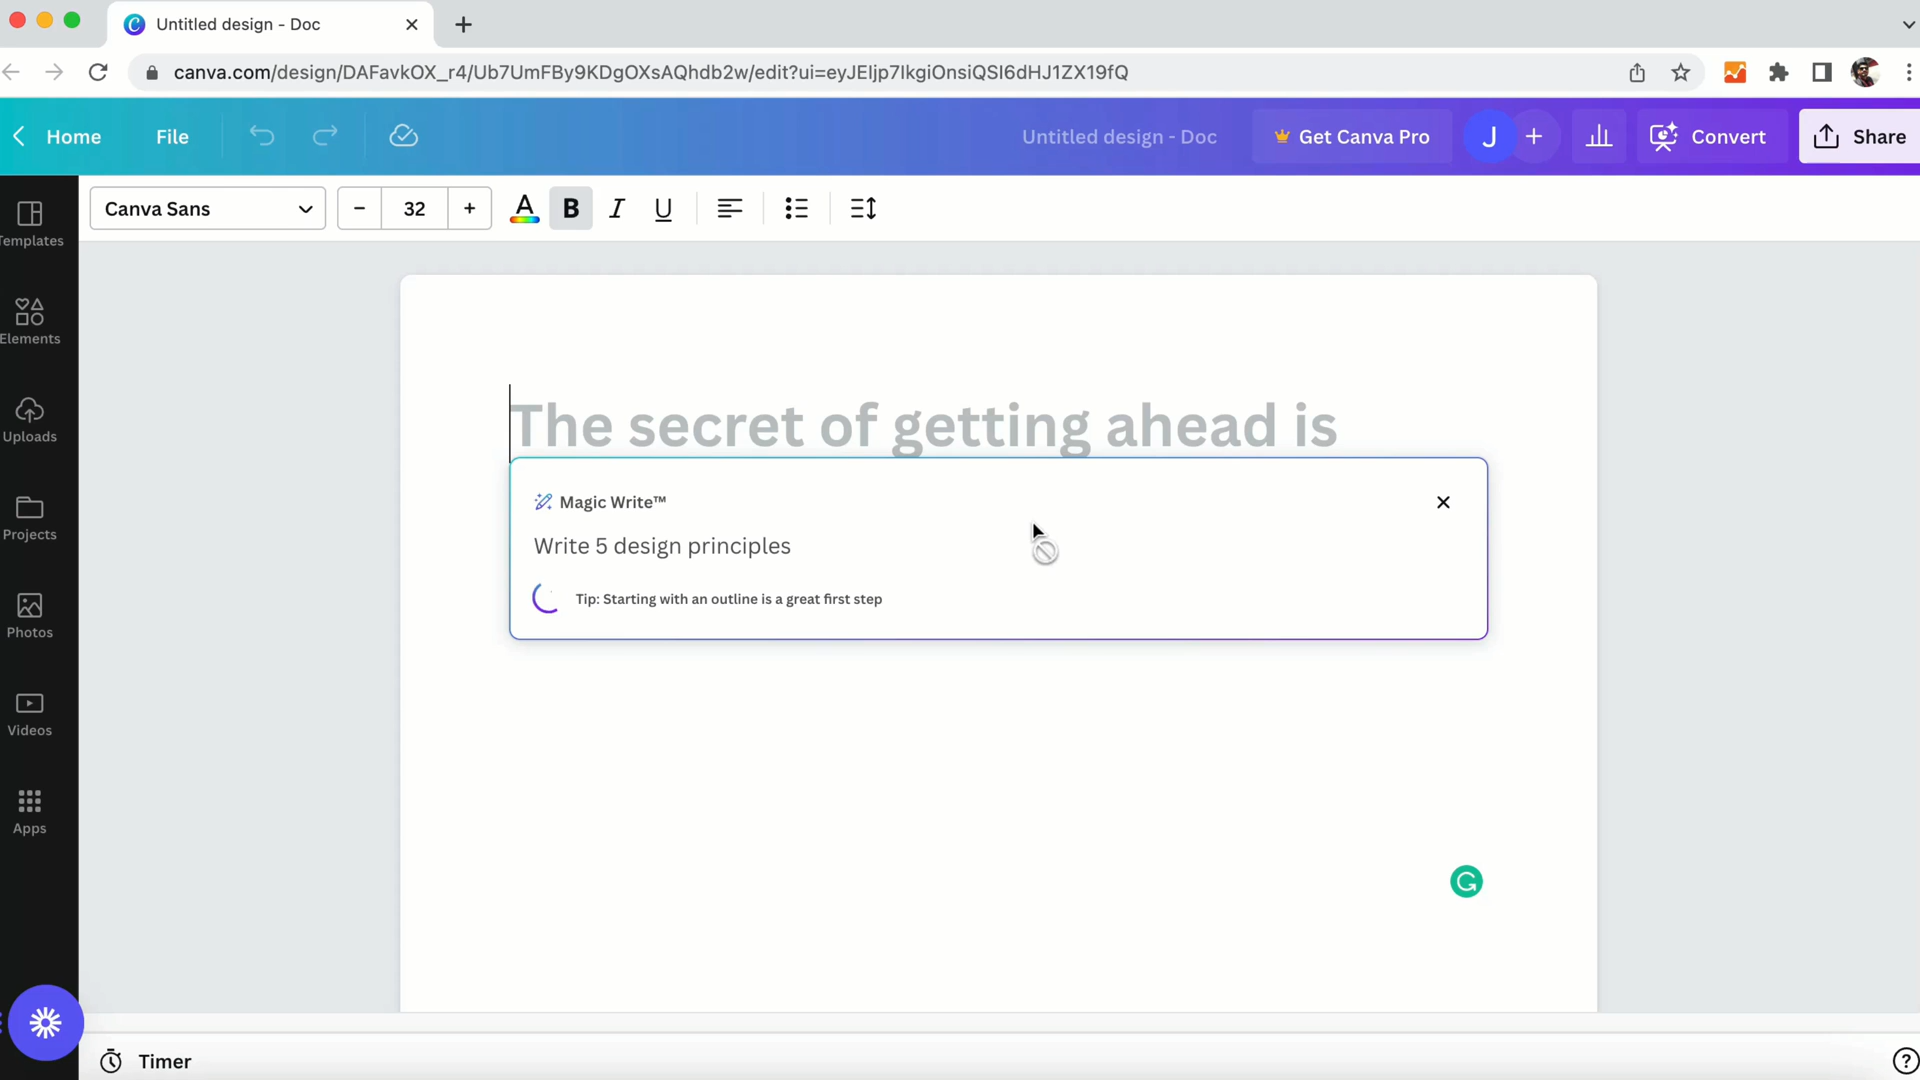 Untitled design - Doc
canva.com/design/DAFavkOX_r4/Ub7UmFBy9KDgOXsAQhdb2w/edit?ui=eyJEIjp7IkgiOnsiQSI6dHJ1ZX19fQ
Home
File
Untitled design - Doc
Get Canva Pro
J
Convert
Share
Canva Sans
32
A
B
I
U
Templates
Elements
Uploads
Projects
Photos
Videos
Apps
The secret of getting ahead is
Magic Write™
Write 5 design principles
Tip: Starting with an outline is a great first step
Timer